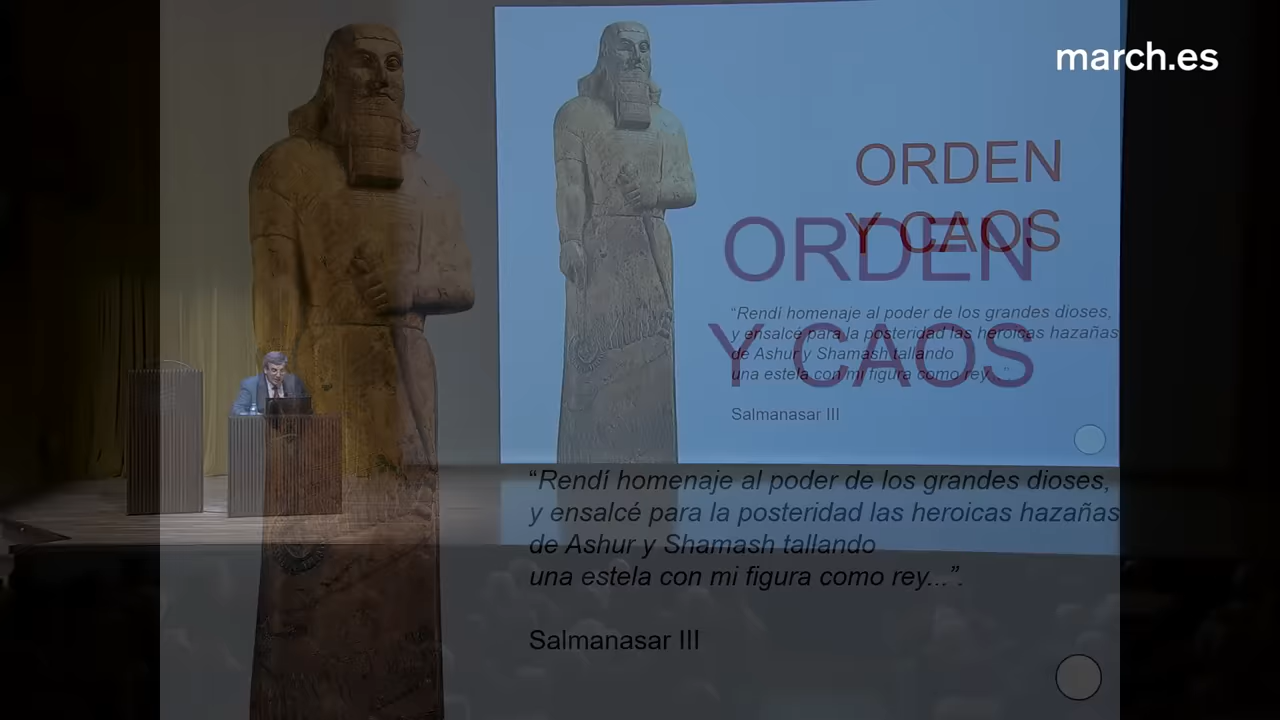 march.es
ORDEN
Y CAOS
“Rendí homenaje al poder de los grandes dioses,
y ensalcé para la posteridad las heroicas hazañas
de Ashur y Shamash tallando
una estela con mi figura como rey...”
Salmanasar III
ORDEN
Y CAOS
“Rendí homenaje al poder de los grandes dioses,
y ensalcé para la posteridad las heroicas hazañas
de Ashur y Shamash tallando
una estela con mi figura como rey...”.
Salmanasar III